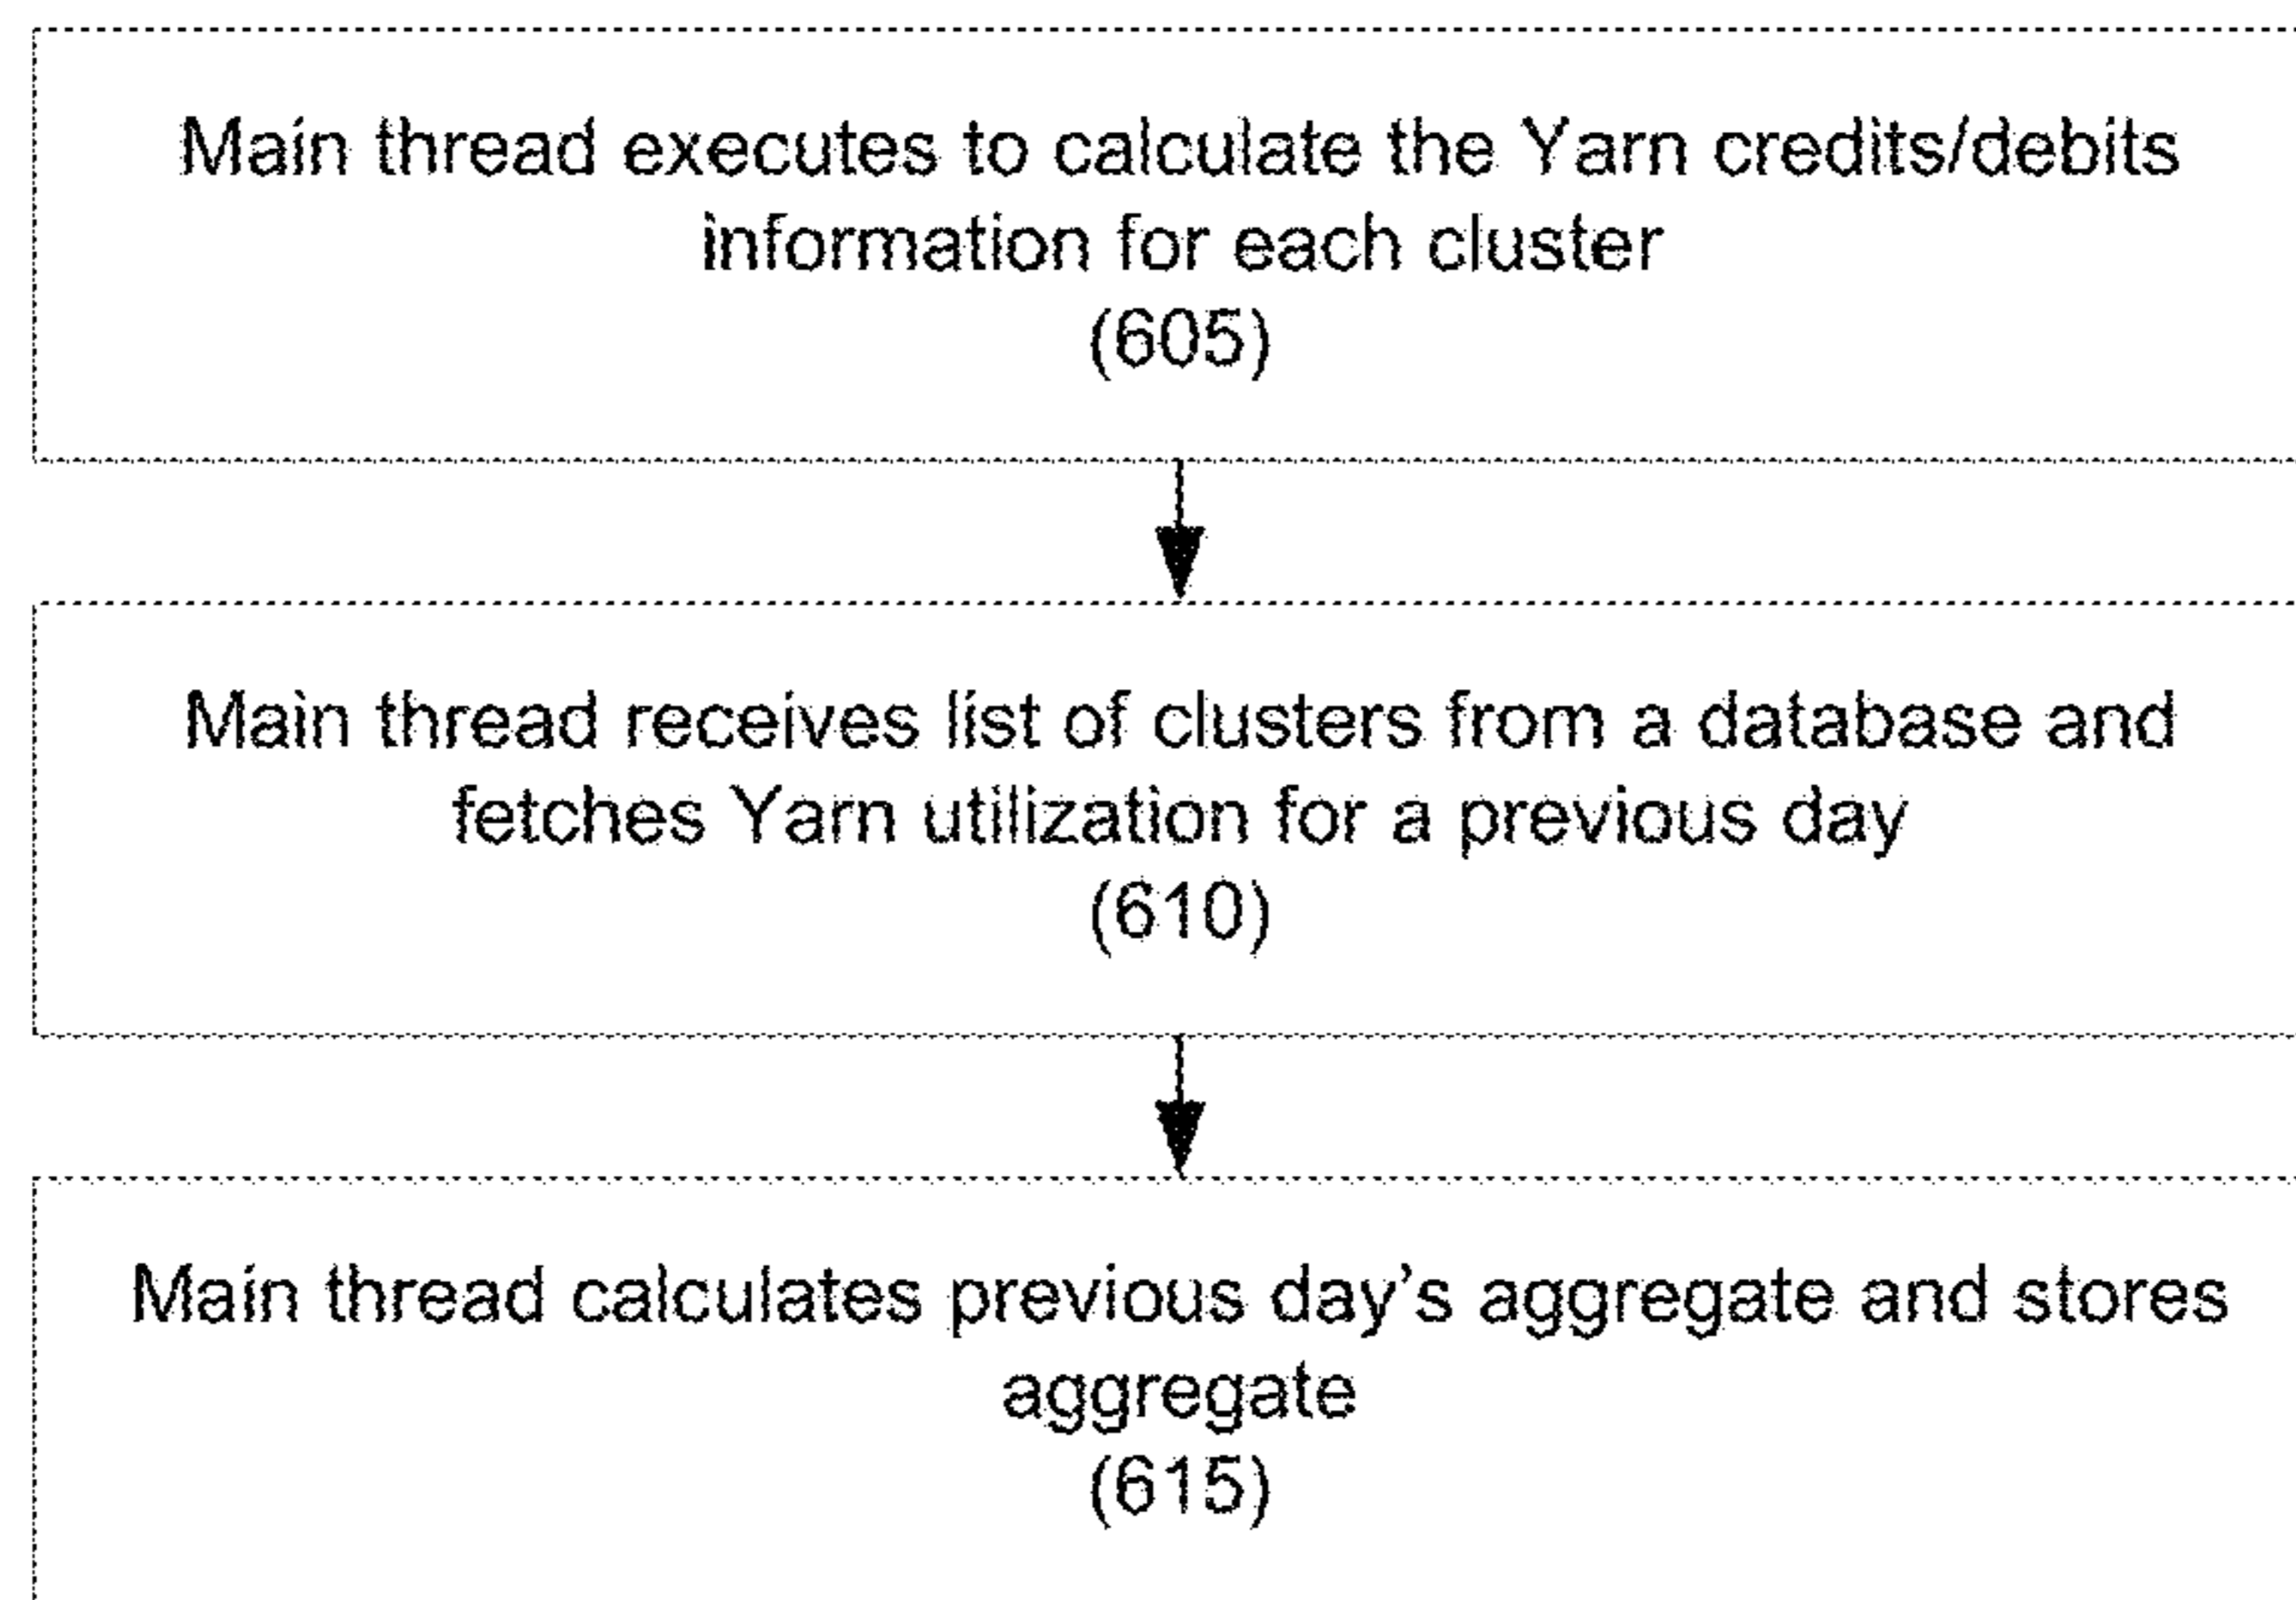 Main thread executes to calculate the Yarn credits/debits
information for each cluster
(605)
Main thread receives list of clusters from a database and
fetches Yarn utilization for a previous day
(610)
Main thread calculates previous day's aggregate and stores
aggregate
(615)